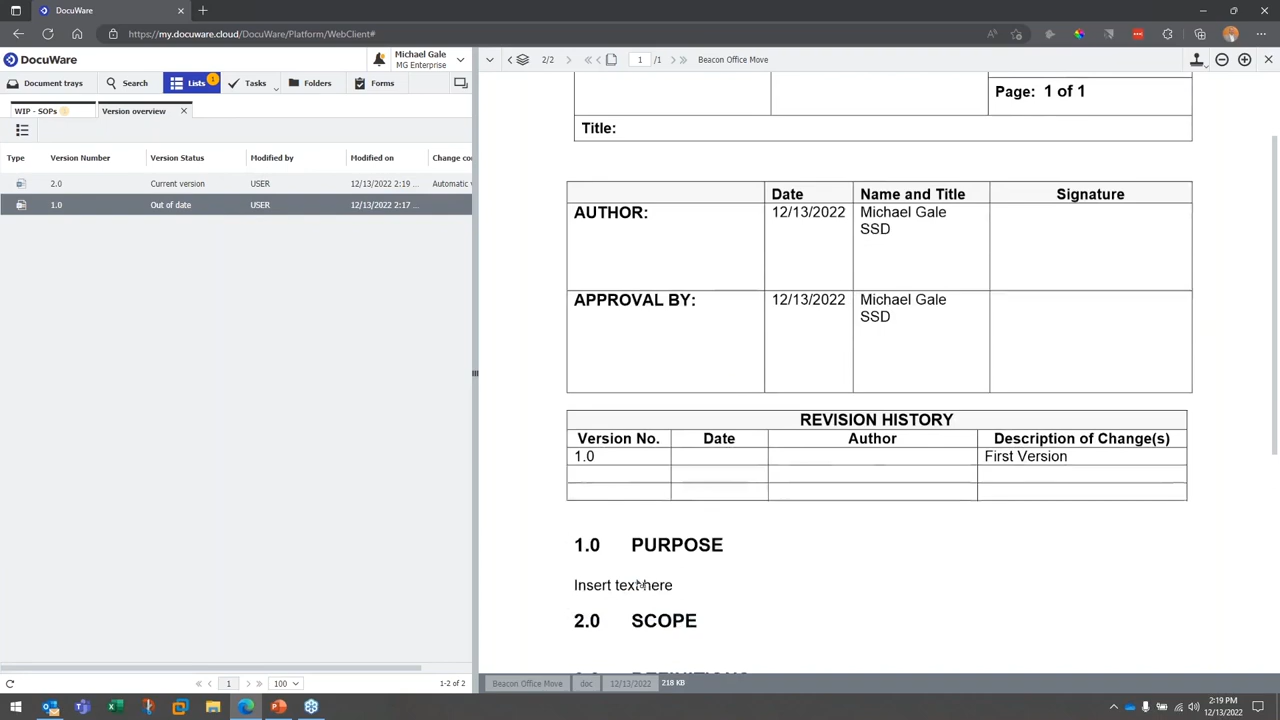 DocuWare
https://my.docuware.cloud/DocuWare/Platform/WebClient#
DocuWare
Michael Gale
MG Enterprise
Document trays
Search
Lists
1
Tasks
Folders
Forms
WIP - SOPs
Version overview
Type Version Number Version Status Modified by Modified on
2.0 Current version USER 12/13/2022 2:19 ... Automatic
1.0 Out of date USER 12/13/2022 2:17 ...
1
100
1-2 of 2
2/2
1 /1
Beacon Office Move
Page: 1 of 1
Title:
Date Name and Title Signature
AUTHOR: 12/13/2022 Michael Gale
SSD
APPROVAL BY: 12/13/2022 Michael Gale
SSD
REVISION HISTORY
Version No. Date Author Description of Change(s)
1.0 First Version
1.0 PURPOSE
Insert text here
2.0 SCOPE
Beacon Office Move doc 12/13/2022 218 KB
2:19 PM
12/13/2022